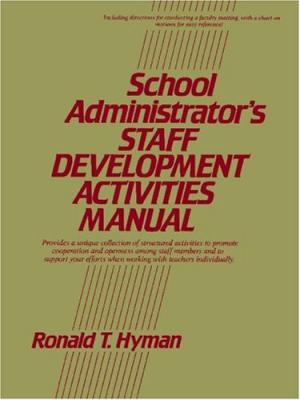 Including directions for conducting a faculty meeting, with a chart on
motions for easy reference!
School
Administrator's
STAFF
DEVELOPMENT
ACTIVITIES
MANUAL
Provides a unique collection of structured activities to promote
cooperation and openness among staff members and to
support your efforts when working with teachers individually.
Ronald T. Hyman